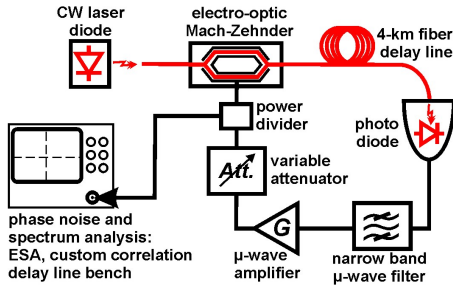 CW laser
diode
electro-optic
Mach-Zehnder
4-km fiber
delay line
power
divider
photo
diode
Att.
variable
attenuator
phase noise and
spectrum analysis:
ESA, custom correlation
delay line bench
G
μ-wave
amplifier
narrow band
μ-wave filter